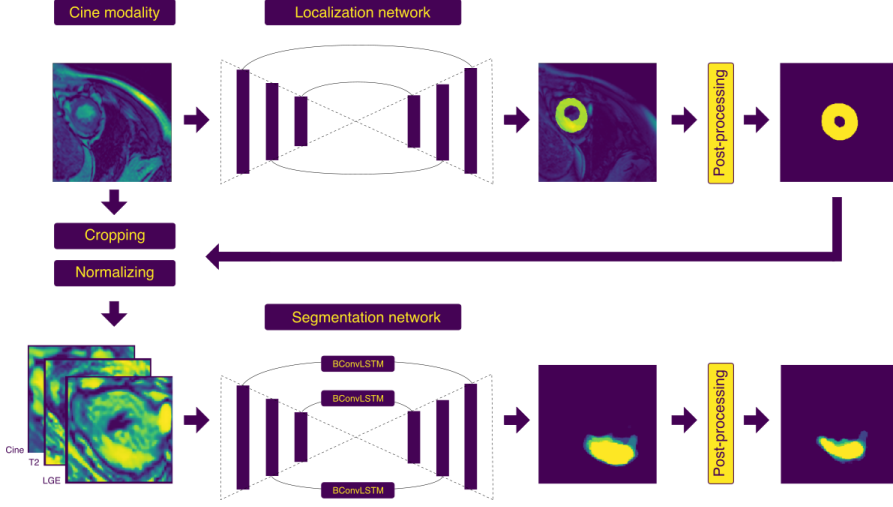 Cine modality
Localization network
Post-processing
Cropping
Normalizing
Segmentation network
BConvLSTM
BConvLSTM
BConvLSTM
Post-processing
Cine
T2
LGE